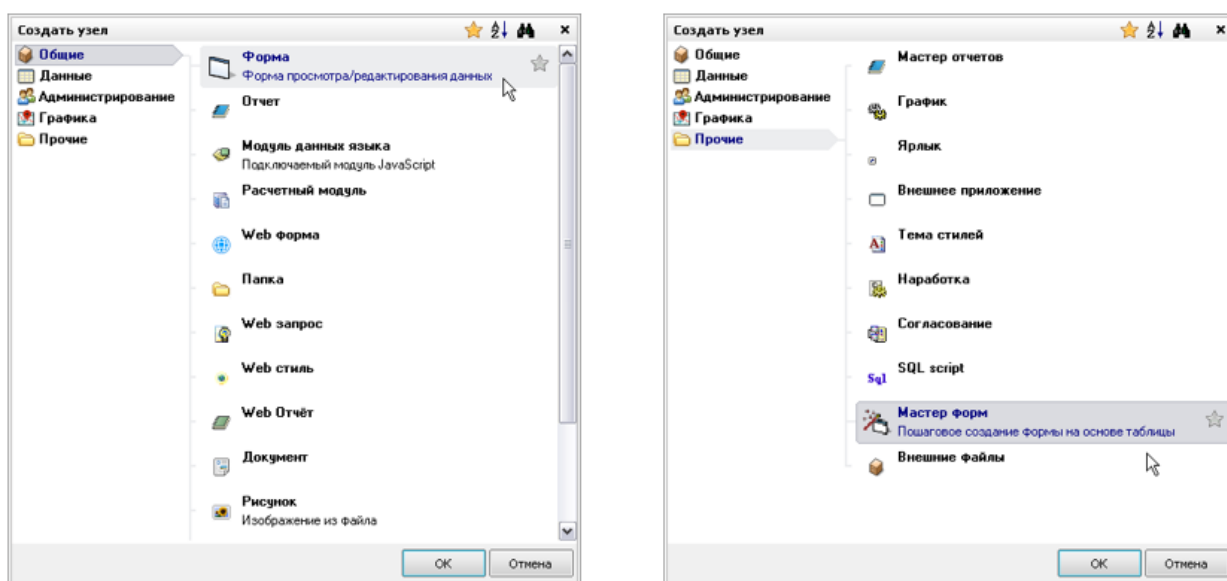 Создать узел
Общие
Данные
Администрирование
Графика
Прочие
Форма
Форма просмотра/редактирования данных
Отчет
Модуль данных языка
Подключаемый модуль JavaScript
Расчетный модуль
Web форма
Папка
Web запрос
Web стиль
Web Отчёт
Документ
Рисунок
Изображение из файла
ОК
Отмена
Создать узел
Общие
Данные
Администрирование
Графика
Прочие
Мастер отчетов
График
Ярлык
Внешнее приложение
Тема стилей
Наработка
Согласование
SQL script
Мастер форм
Пошаговое создание формы на основе таблицы
Внешние файлы
ОК
Отмена